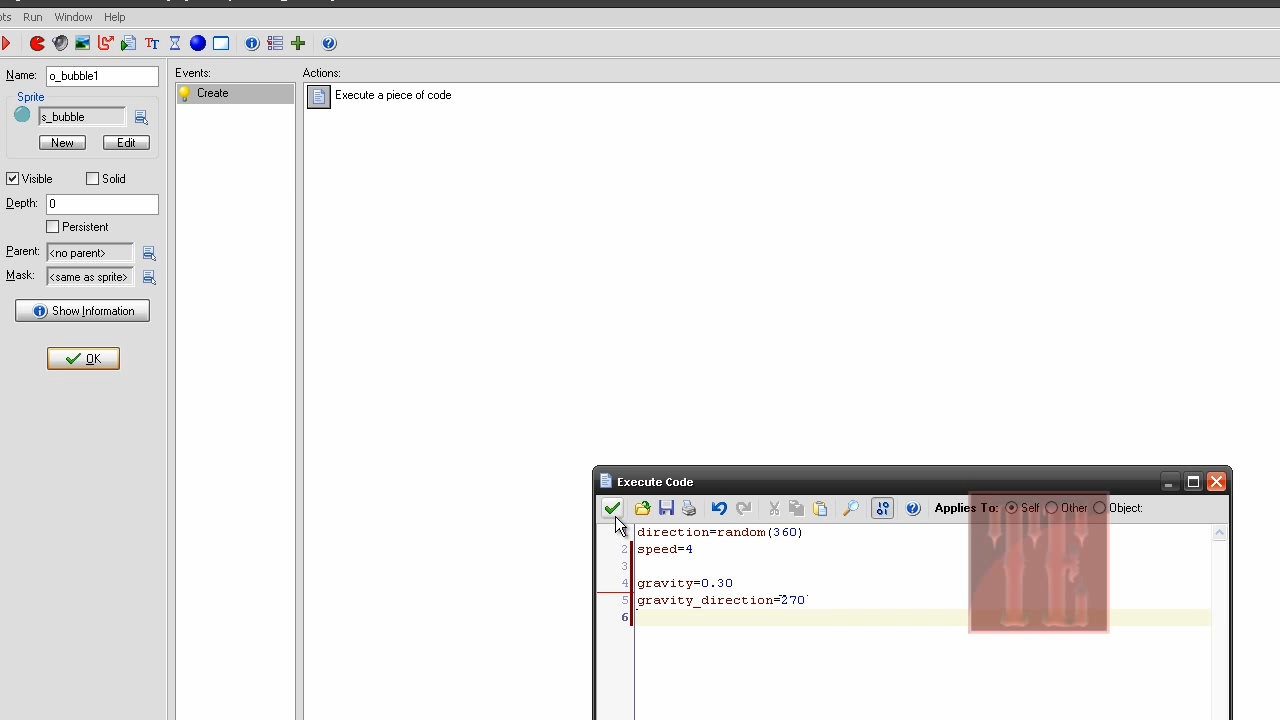 Run Window Help
Name: o_bubble1
Sprite
s_bubble
New Edit
Visible Solid
Depth: 0
Persistent
Parent: <no parent>
Mask: <same as sprite>
Show Information
OK
Events:
Create
Actions:
Execute a piece of code
Execute Code
Applies To: Self Other Object:
direction=random(360)
2 speed=4
3
4 gravity=0.30
5 gravity_direction=270
6